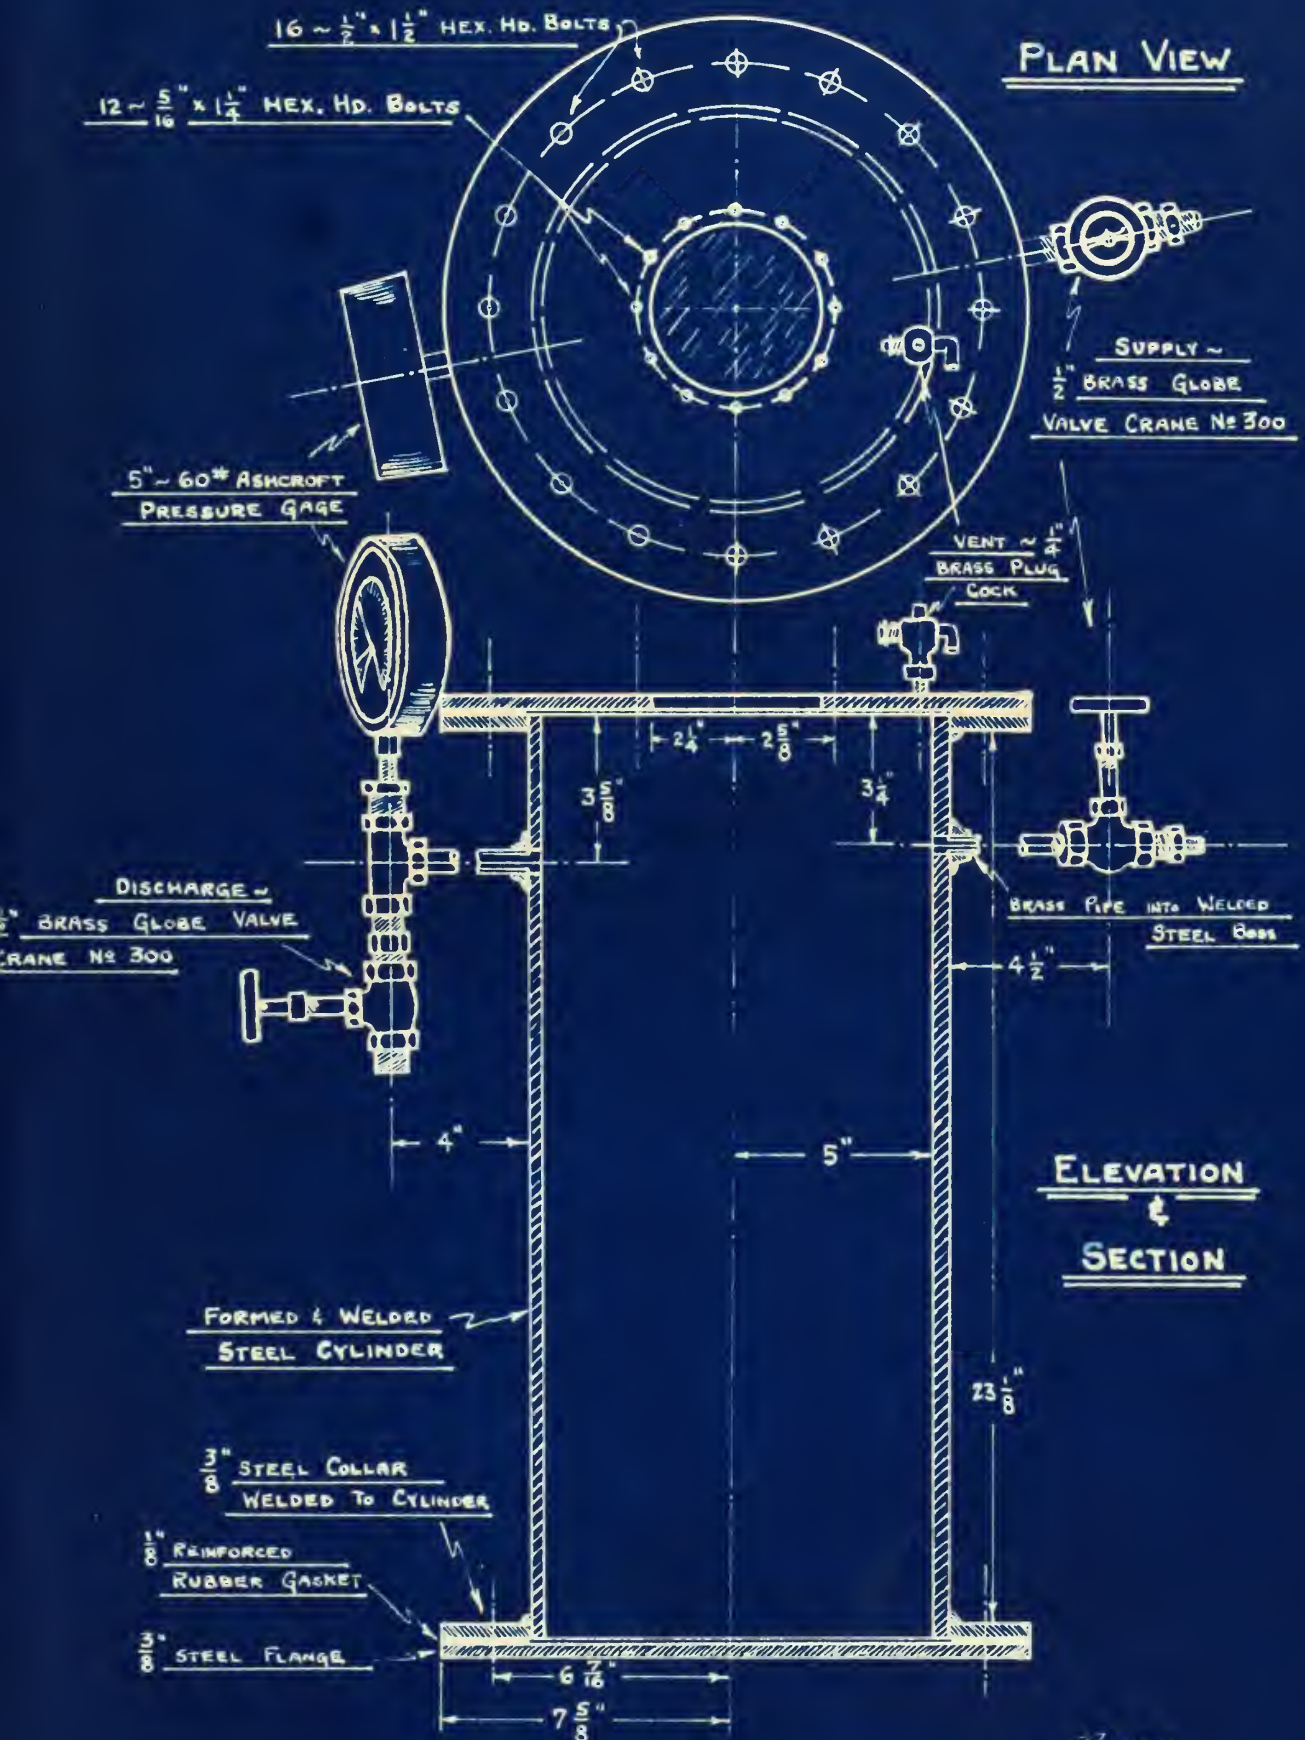 16 ~ 1/2" x 1 1/2" HEX. HD. BOLTS
PLAN VIEW
12 ~ 5/16" x 1 1/4" HEX. HD. BOLTS
SUPPLY ~
1/2" BRASS GLOBE
VALVE CRANE Nº 300
5" ~ 60# ASHCROFT
PRESSURE GAGE
VENT ~ 1/4"
BRASS PLUG
COCK
2 1/4"
2 5/8"
3 5/8"
3 1/4"
DISCHARGE ~
BRASS GLOBE VALVE
CRANE Nº 300
BRASS PIPE INTO WELDED
STEEL BOSS
4 1/2"
4"
5"
ELEVATION
&
SECTION
FORMED & WELDED
STEEL CYLINDER
23 1/8"
3/8" STEEL COLLAR
WELDED TO CYLINDER
1/8" REINFORCED
RUBBER GASKET
3/8" STEEL FLANGE
6 7/16"
7 5/8"